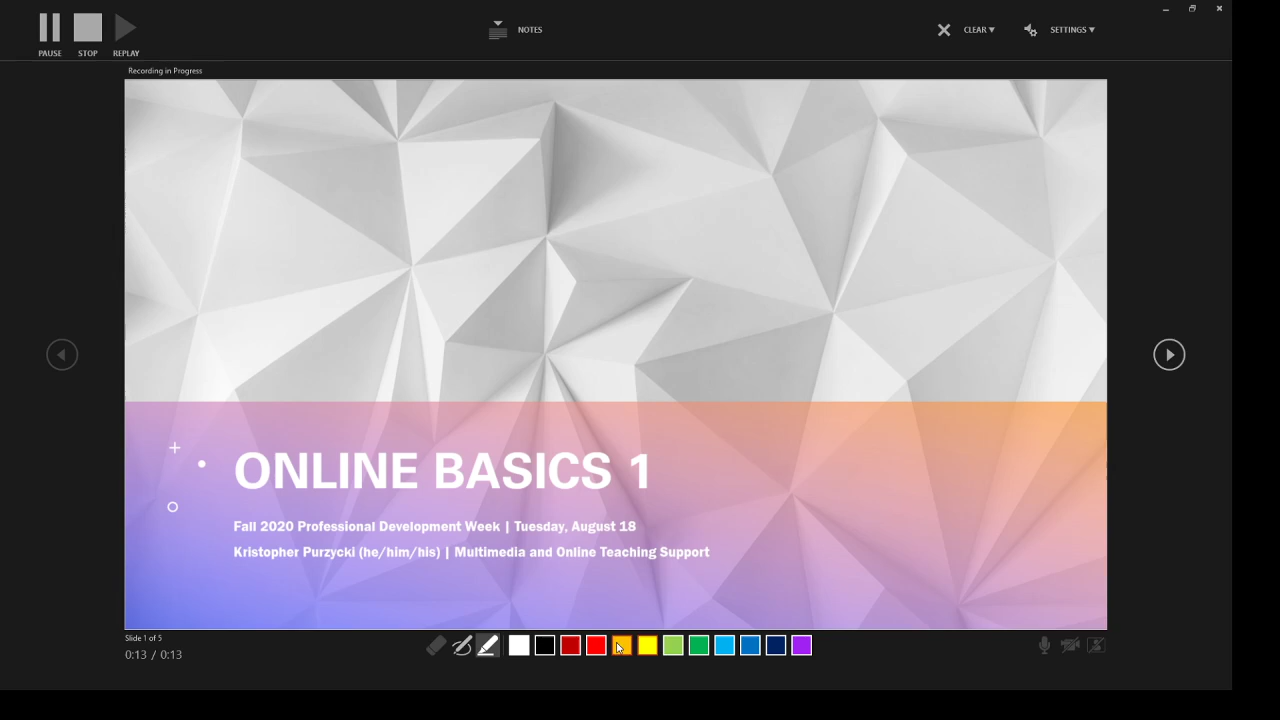 PAUSE STOP REPLAY
NOTES
CLEAR▼
SETTINGS▼
Recording in Progress
ONLINE BASICS 1
Fall 2020 Professional Development Week | Tuesday, August 18
Kristopher Purzycki (he/him/his) | Multimedia and Online Teaching Support
Slide 1 of 5
0:13 / 0:13